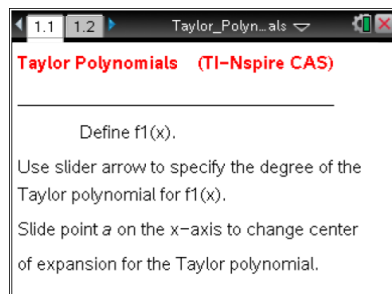 1.1 1.2 Taylor_Polyn…als
Taylor Polynomials (TI-Nspire CAS)
Define f1(x).
Use slider arrow to specify the degree of the
Taylor polynomial for f1(x).
Slide point a on the x-axis to change center
of expansion for the Taylor polynomial.